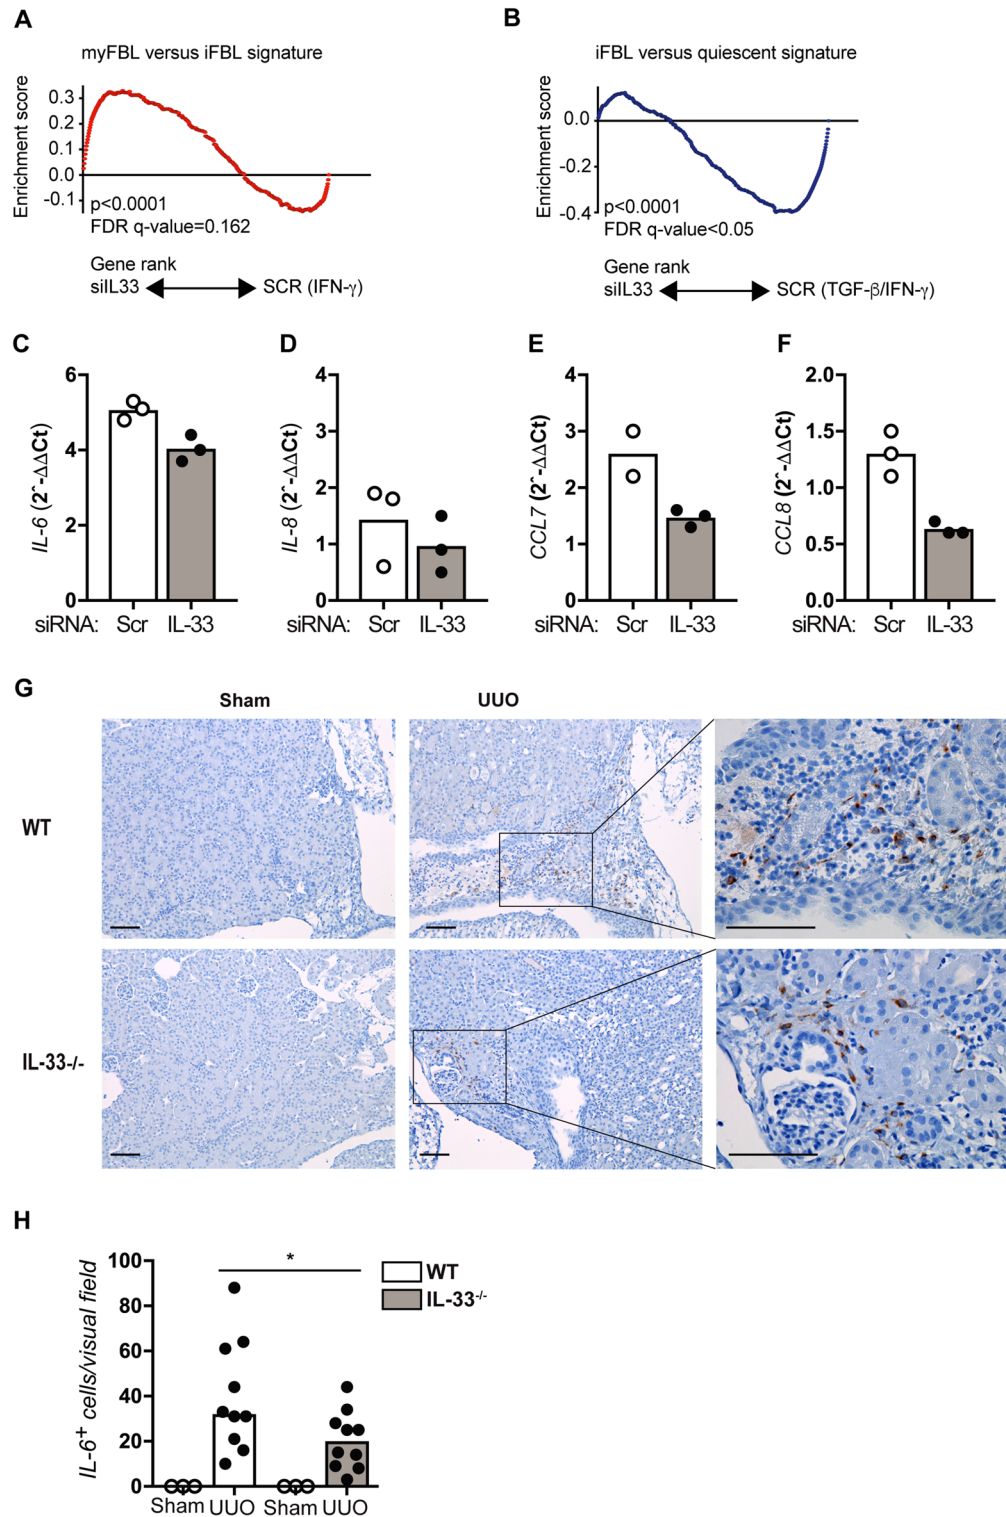 A
myFBL versus iFBL signature
Enrichment score
0.3
0.2
0.1
0.0
-0.1
p<0.0001
FDR q-value=0.162
Gene rank
siIL33 SCR (IFN-γ)
B
iFBL versus quiescent signature
Enrichment score
0.0
-0.2
-0.4
p<0.0001
FDR q-value<0.05
Gene rank
siIL33 SCR (TGF-β/IFN-γ)
C
IL-6 (2^-ΔΔCt)
6
4
2
0
siRNA: Scr IL-33
D
IL-8 (2^-ΔΔCt)
4
3
2
1
0
siRNA: Scr IL-33
E
CCL7 (2^-ΔΔCt)
4
3
2
1
0
siRNA: Scr IL-33
F
CCL8 (2^-ΔΔCt)
2.0
1.5
1.0
0.5
0.0
siRNA: Scr IL-33
G
Sham UUO
WT
IL-33-/-
H
IL-6+ cells/visual field
100
80
60
40
20
0
*
WT
IL-33-/-
Sham UUO Sham UUO